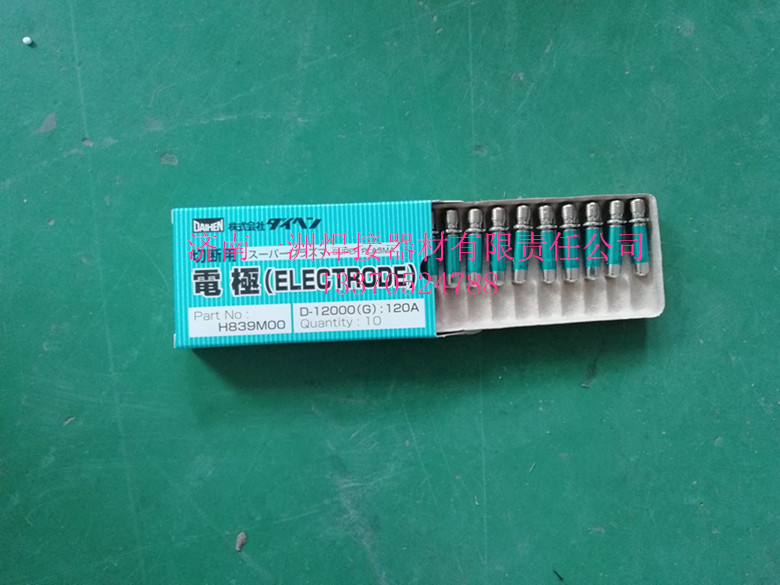 DAIHEN 株式会社 ダイヘン
切断用 スーパー
電極(ELECTRODE)
Part No :
H839M00
D-12000(G) : 120A
Quantity : 10
济南一洲焊接器材有限责任公司